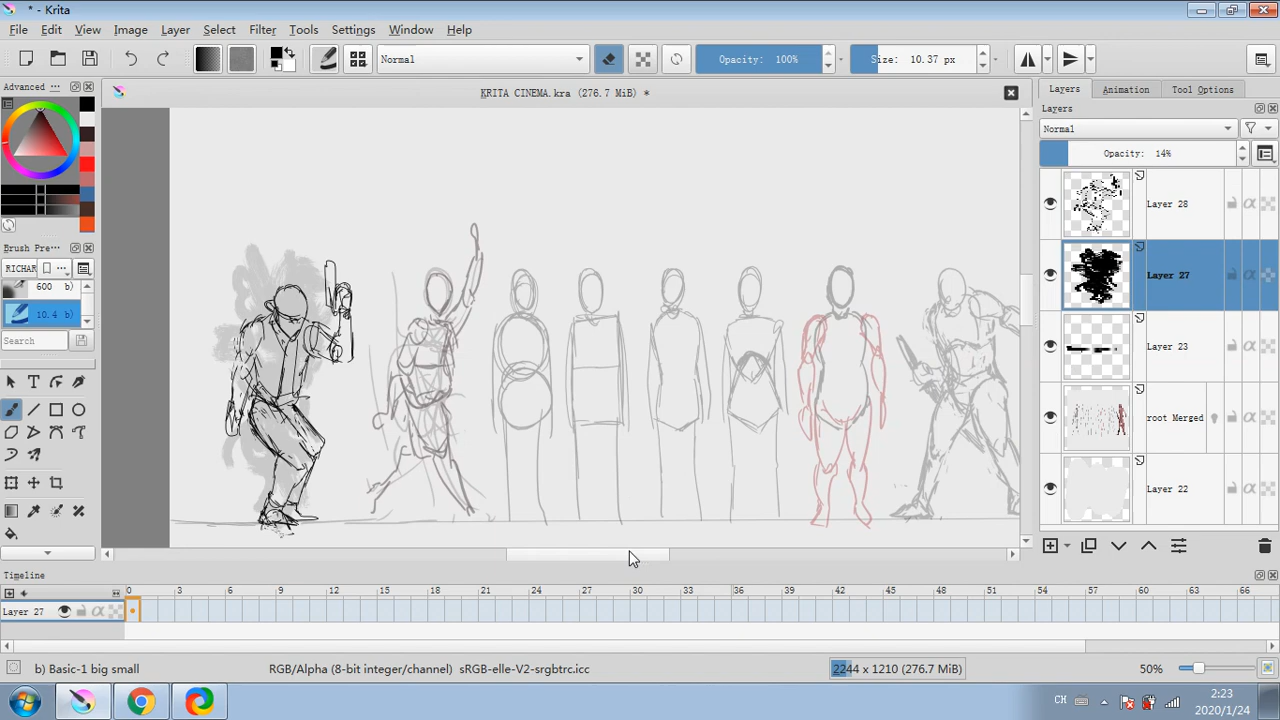 * - Krita
File Edit View Image Layer Select Filter Tools Settings Window Help
Normal
Opacity: 100%
Size: 10.37 px
Advanced ···
KRITA CINEMA.kra (276.7 MiB) *
Layers Animation Tool Options
Layers
Normal
Opacity: 14%
Layer 28
Layer 27
Layer 23
root Merged
Layer 22
Brush Pre···
RICHAR
600 b)
10.4 b)
Search
Timeline
0 3 6 9 12 15 18 21 24 27 30 33 36 39 42 45 48 51 54 57 60 63 66
Layer 27
b) Basic-1 big small
RGB/Alpha (8-bit integer/channel) sRGB-elle-V2-srgbtrc.icc
2244 x 1210 (276.7 MiB)
50%
CH
2:23
2020/1/24